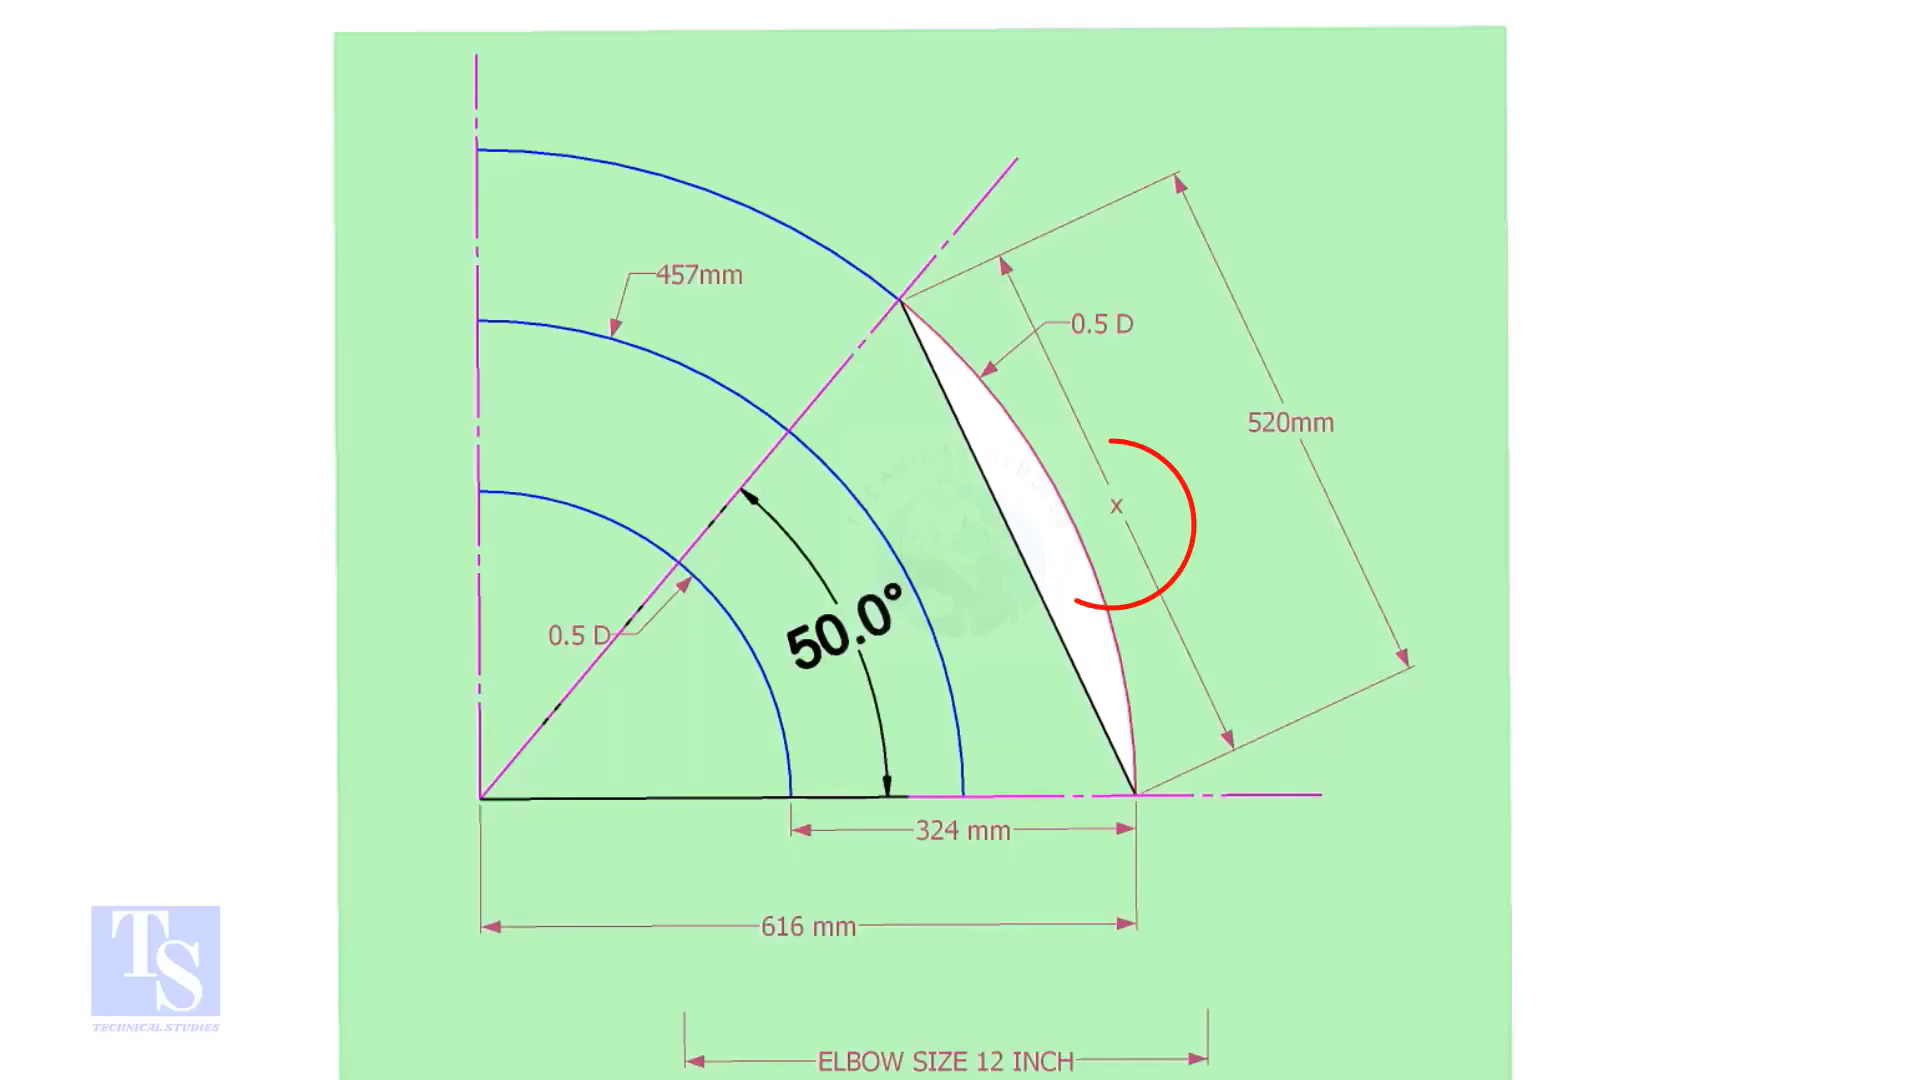 457mm
0.5 D
520mm
x
50.0°
0.5 D
324 mm
616 mm
TS
TECHNICAL STUDIES
ELBOW SIZE 12 INCH